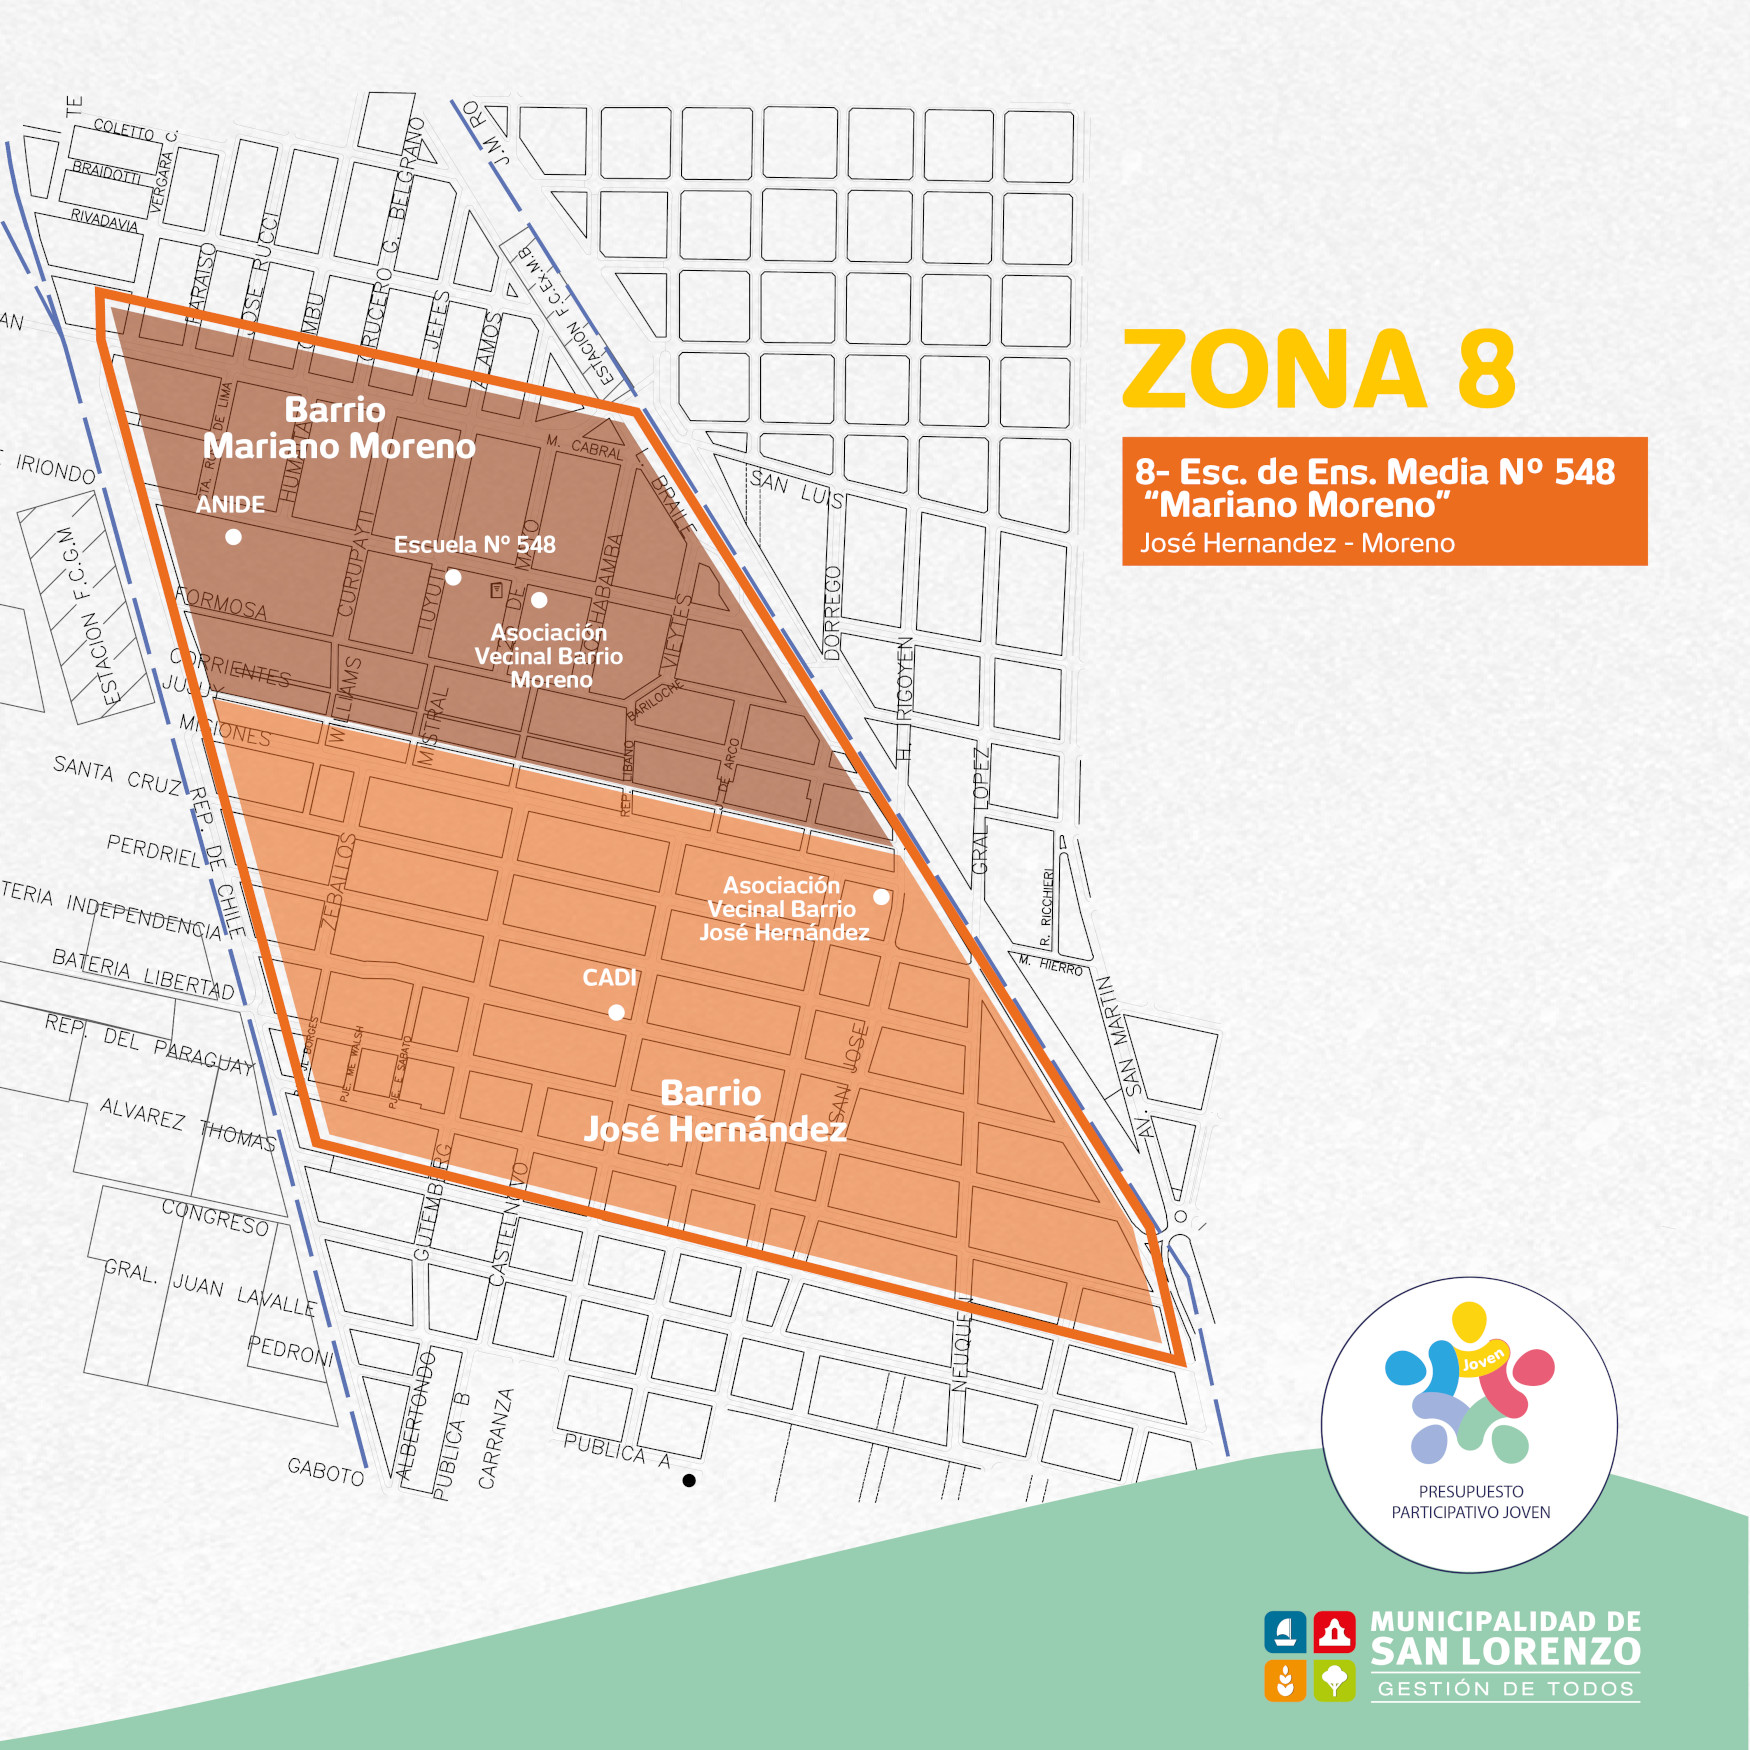 TE
COLETTO
BRAIDOTTI
VERGARA C.
RIVADAVIA
PARAISO
JOSE RUCCI
OMBU
CRUCERO G. BELGRANO
JEFES
ALAMOS
J.M RO
ESTACION F.C.Ex.M.B
AN
IRIONDO
ESTACION F.C.G.M
ZONA 8
8- Esc. de Ens. Media Nº 548
“Mariano Moreno”
José Hernandez - Moreno
Barrio
Mariano Moreno
ANIDE
Escuela Nº 548
Asociación
Vecinal Barrio
Moreno
DE LIMA
M. CABRAL
L. BRAILE
SAN LUIS
CURUPAYTI
TUYUTI
DE MAYO
COCHABAMBA
VIEYTES
FORMOSA
CORRIENTES
JUJUY
MISIONES
WILLIAMS
MISTRAL
BARILOCHE
REP. LIBANO
J. DE ARCO
DORREGO
H. IRIGOYEN
GRAL LOPEZ
R. RICCHIERI
M. HIERRO
AV. SAN MARTIN
SANTA CRUZ
REP. DE CHILE
PERDRIEL
TERIA INDEPENDENCIA
BATERIA LIBERTAD
REP. DEL PARAGUAY
ALVAREZ THOMAS
CONGRESO
GRAL. JUAN LAVALLE
PEDRONI
GABOTO
ZEBALLOS
Asociación
Vecinal Barrio
José Hernández
CADI
Barrio
José Hernández
J.L. BORGES
PJE. ME WALSH
PJE. E SABATO
SAN JOSE
GUTEMBERG
CASTELNUOVO
NEUQUEN
ALBERTONDO
PUBLICA B
CARRANZA
PUBLICA A
Joven
PRESUPUESTO
PARTICIPATIVO JOVEN
MUNICIPALIDAD DE
SAN LORENZO
GESTIÓN DE TODOS